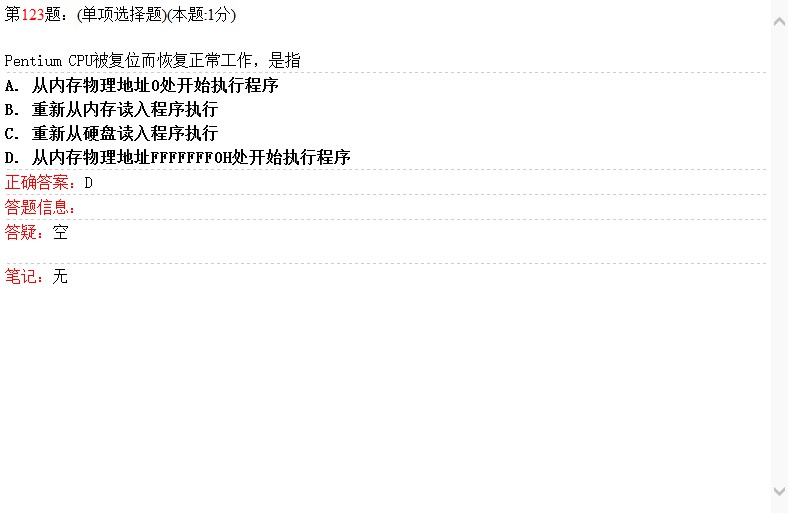 第123题：(单项选择题)(本题:1分)
Pentium CPU被复位而恢复正常工作，是指
A. 从内存物理地址0处开始执行程序
B. 重新从内存读入程序执行
C. 重新从硬盘读入程序执行
D. 从内存物理地址FFFFFFF0H处开始执行程序
正确答案：D
答题信息：
答疑：空
笔记：无